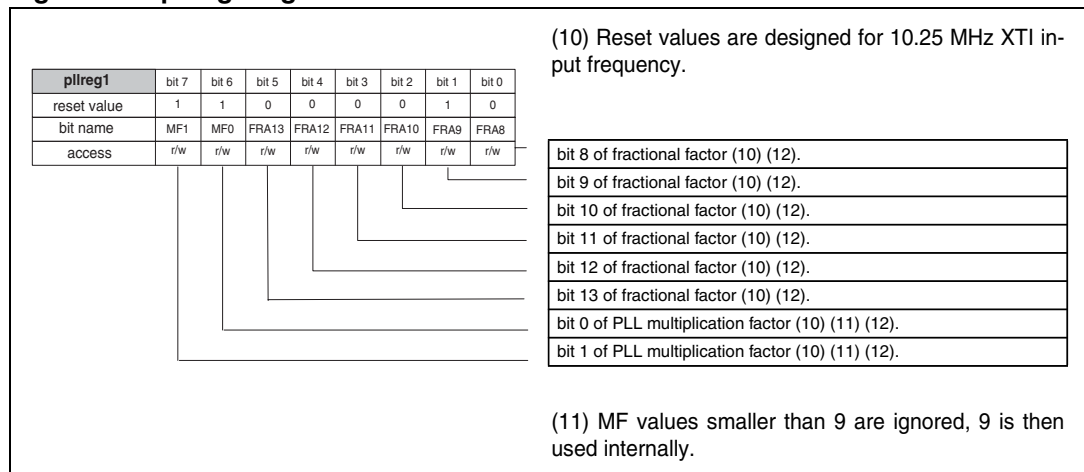 (10) Reset values are designed for 10.25 MHz XTI in-
put frequency.
pllreg1 bit 7 bit 6 bit 5 bit 4 bit 3 bit 2 bit 1 bit 0
reset value 1 1 0 0 0 0 1 0
bit name MF1 MF0 FRA13 FRA12 FRA11 FRA10 FRA9 FRA8
access r/w r/w r/w r/w r/w r/w r/w r/w
bit 8 of fractional factor (10) (12).
bit 9 of fractional factor (10) (12).
bit 10 of fractional factor (10) (12).
bit 11 of fractional factor (10) (12).
bit 12 of fractional factor (10) (12).
bit 13 of fractional factor (10) (12).
bit 0 of PLL multiplication factor (10) (11) (12).
bit 1 of PLL multiplication factor (10) (11) (12).
(11) MF values smaller than 9 are ignored, 9 is then
used internally.